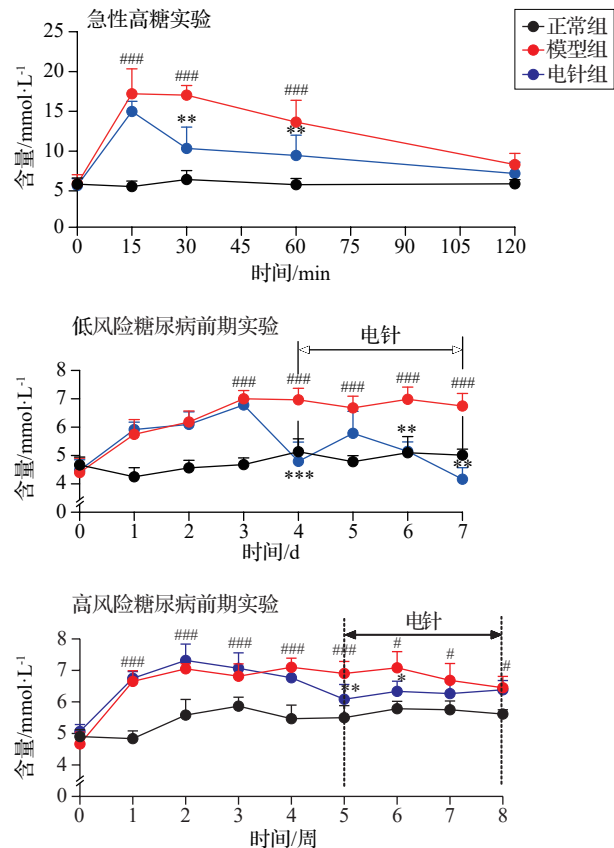 急性高糖实验
正常组
模型组
电针组
25
20
15
10
5
0
含量/mmol·L⁻¹
### ### ###
** **
0 15 30 45 60 75 90 105 120
时间/min
低风险糖尿病前期实验
电针
8
7
6
5
4
0
含量/mmol·L⁻¹
### ### ### ### ###
*** ** **
0 1 2 3 4 5 6 7
时间/d
高风险糖尿病前期实验
电针
8
7
6
5
4
0
含量/mmol·L⁻¹
### ### ### ### ### # # #
** *
0 1 2 3 4 5 6 7 8
时间/周